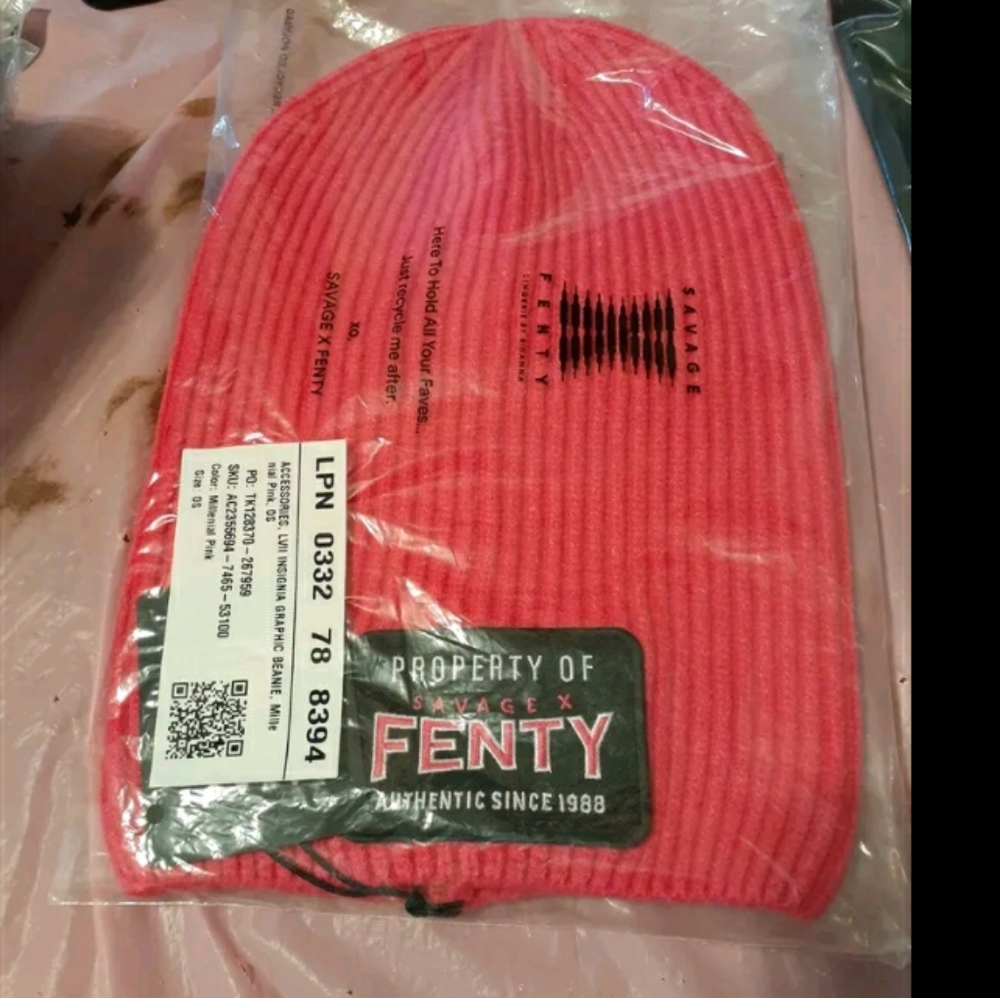 SAVAGE
FENTY
LINGERIE BY RIHANNA
Here To Hold All Your Faves...
Just recycle me after.
xo,
SAVAGE X FENTY
LPN 0332 78 8394
ACCESSORIES, LVII INSIGNIA GRAPHIC BEANIE, Mille
nial Pink, OS
PO: TK128370-267959
SKU: AC2355694-7465-53100
Color: Millenial Pink
Size: OS
PROPERTY OF
SAVAGE X
FENTY
AUTHENTIC SINCE 1988